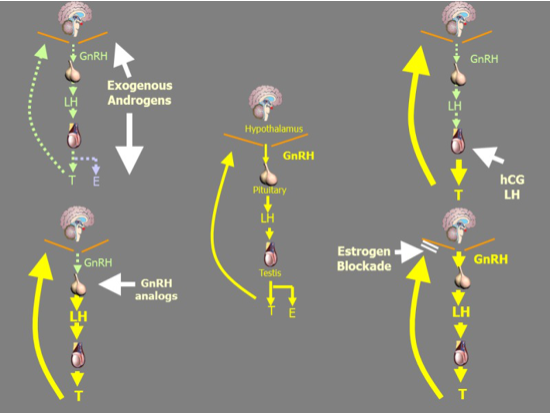 GnRH
Exogenous
Androgens
LH
T
E
Hypothalamus
GnRH
Pituitary
LH
Testis
T
E
GnRH
LH
hCG
LH
T
GnRH
GnRH
analogs
LH
T
Estrogen
Blockade
GnRH
LH
T